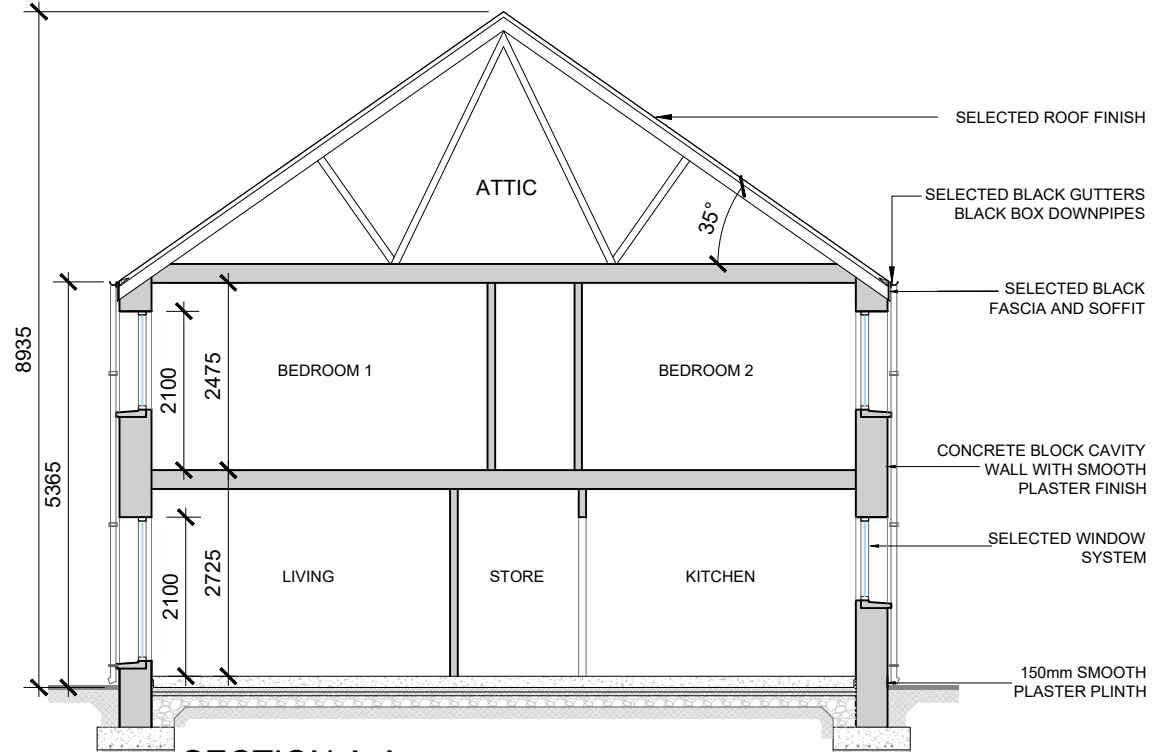 SELECTED ROOF FINISH
ATTIC
SELECTED BLACK GUTTERS
BLACK BOX DOWNPIPES
35°
SELECTED BLACK
FASCIA AND SOFFIT
8935
2100
2475
BEDROOM 1
BEDROOM 2
CONCRETE BLOCK CAVITY
WALL WITH SMOOTH
PLASTER FINISH
5365
SELECTED WINDOW
SYSTEM
2100
2725
LIVING
STORE
KITCHEN
150mm SMOOTH
PLASTER PLINTH
SECTION A-A